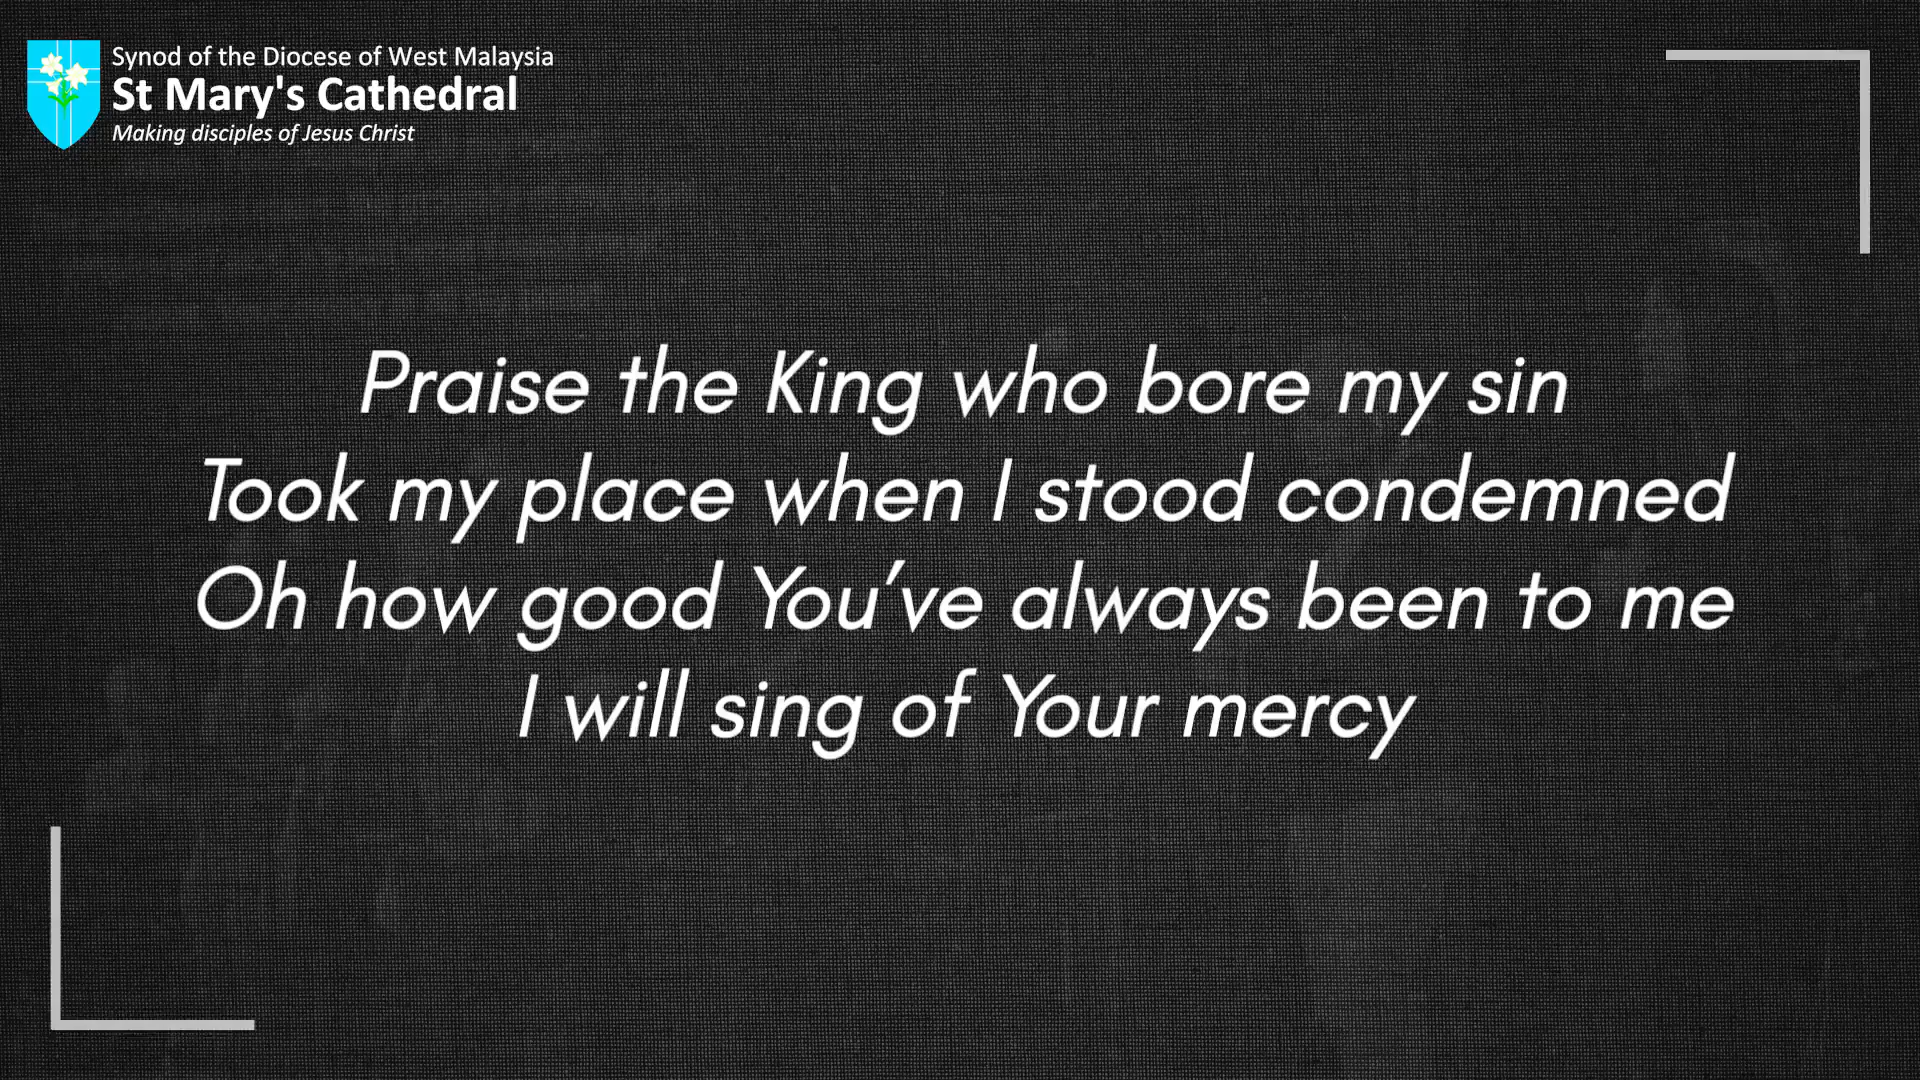 Synod of the Diocese of West Malaysia
St Mary's Cathedral
Making disciples of Jesus Christ
Praise the King who bore my sin
Took my place when I stood condemned
Oh how good You’ve always been to me
I will sing of Your mercy